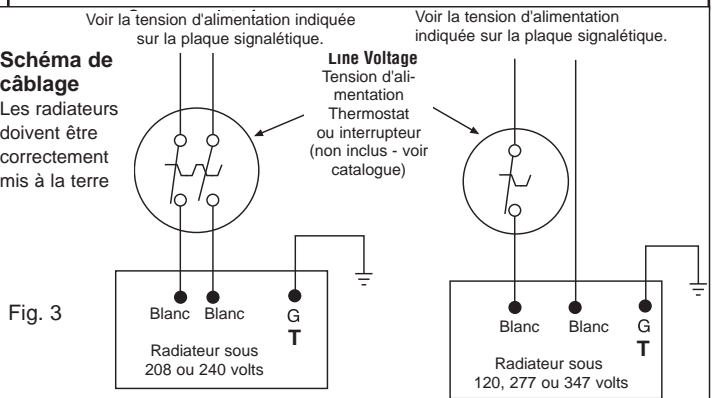 Voir la tension d'alimentation indiquée
sur la plaque signalétique.
Voir la tension d'alimentation
indiquée sur la plaque signalétique.
Schéma de
câblage
Les radiateurs
doivent être
correctement
mis à la terre
Line Voltage
Tension d'ali-
mentation
Thermostat
ou interrupteur
(non inclus - voir
catalogue)
Fig. 3
Blanc Blanc G
T
Radiateur sous
208 ou 240 volts
Blanc Blanc G
T
Radiateur sous
120, 277 ou 347 volts